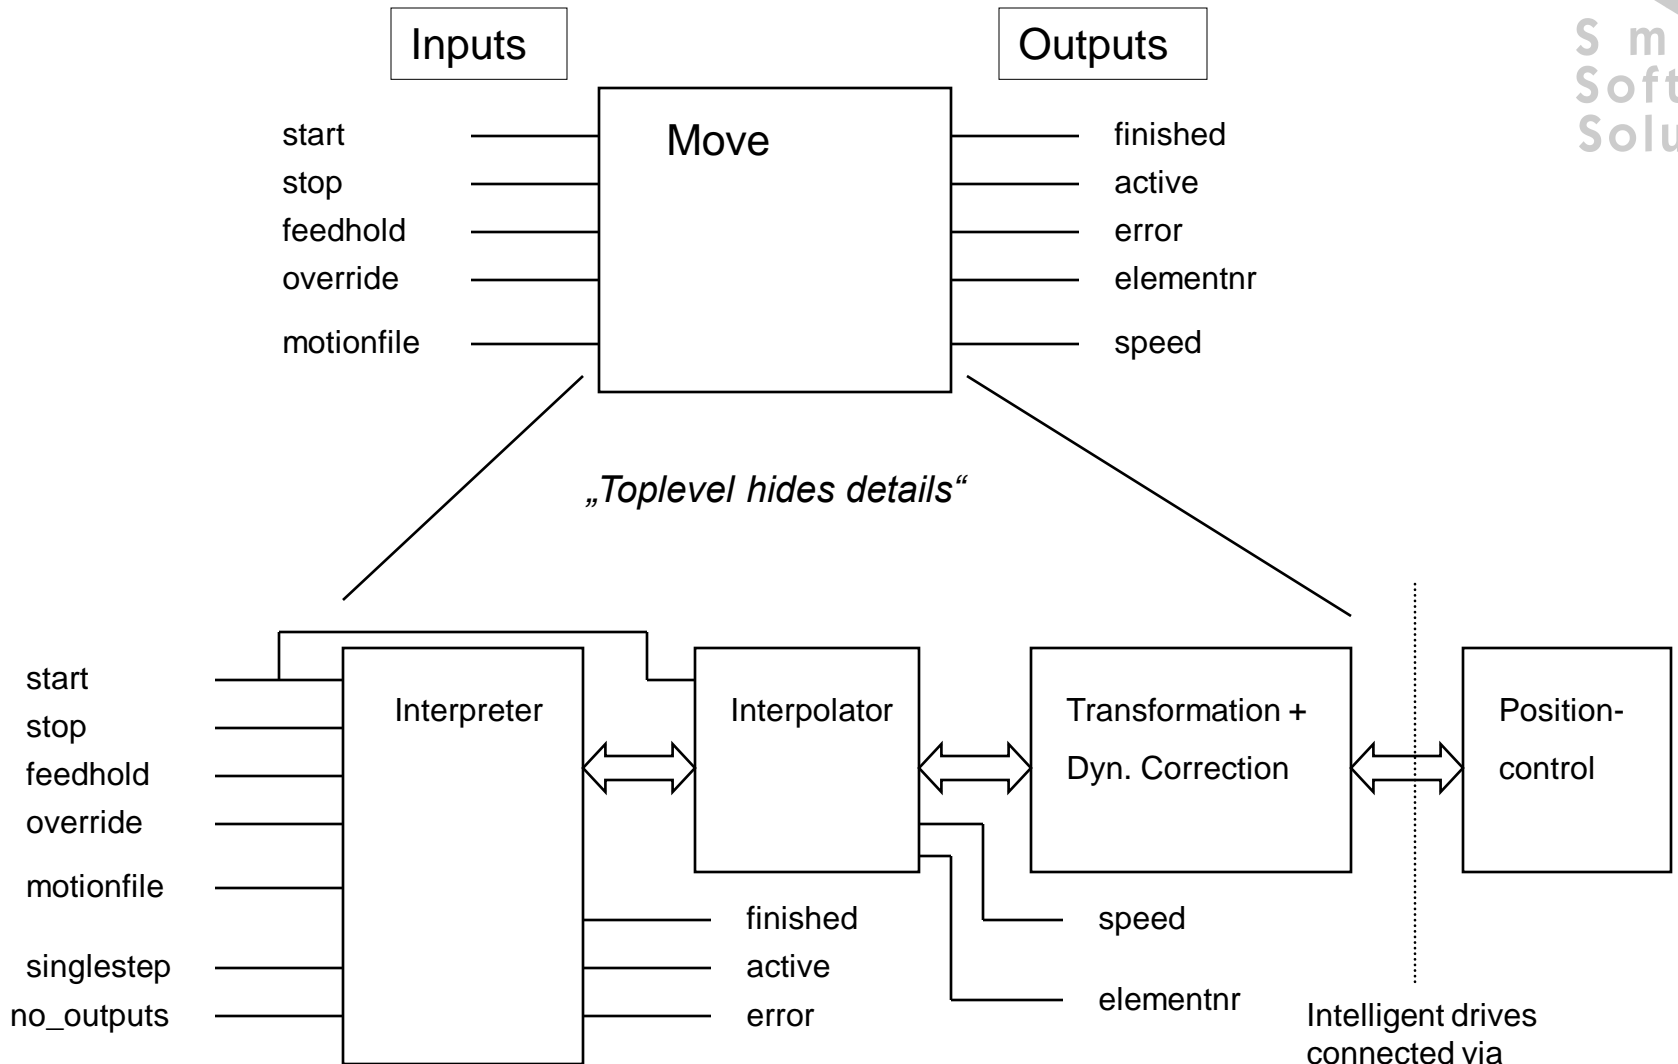 Inputs
Outputs
S m
Soft
Solu
Move
start
stop
feedhold
override
motionfile
finished
active
error
elementnr
speed
„Toplevel hides details“
start
stop
feedhold
override
motionfile
singlestep
no_outputs
Interpreter
Interpolator
Transformation +
Dyn. Correction
Position-
control
finished
active
error
speed
elementnr
Intelligent drives
connected via